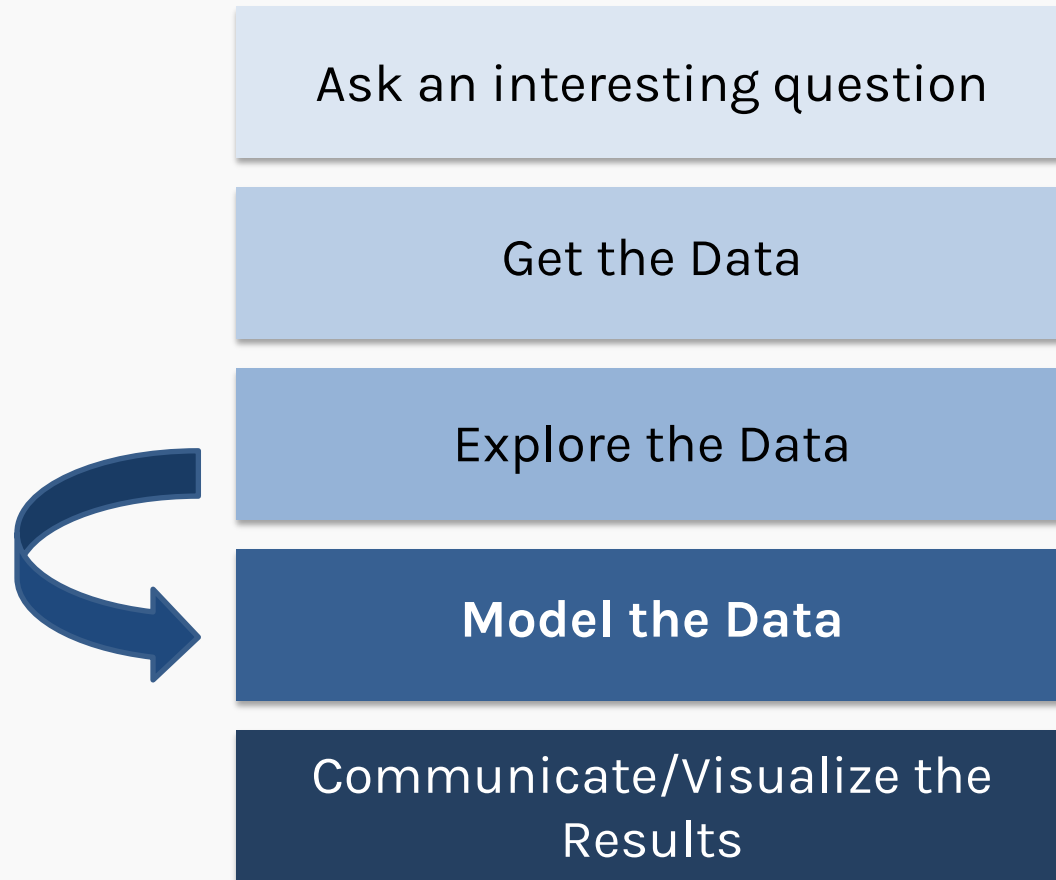 Ask an interesting question
Get the Data
Explore the Data
Model the Data
Communicate/Visualize the
Results